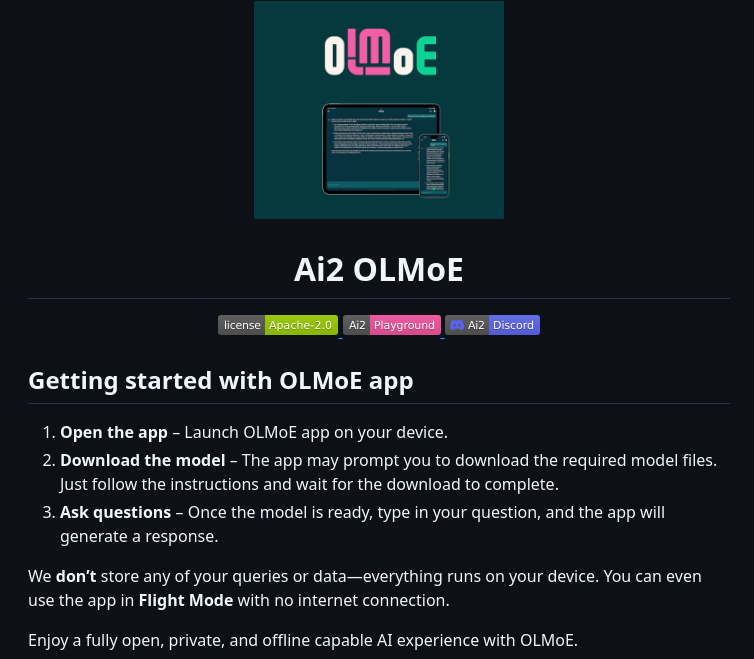 OLMoE
Ai2 OLMoE
license Apache-2.0 Ai2 Playground Ai2 Discord
Getting started with OLMoE app
1. Open the app – Launch OLMoE app on your device.
2. Download the model – The app may prompt you to download the required model files.
Just follow the instructions and wait for the download to complete.
3. Ask questions – Once the model is ready, type in your question, and the app will
generate a response.
We don’t store any of your queries or data—everything runs on your device. You can even
use the app in Flight Mode with no internet connection.
Enjoy a fully open, private, and offline capable AI experience with OLMoE.